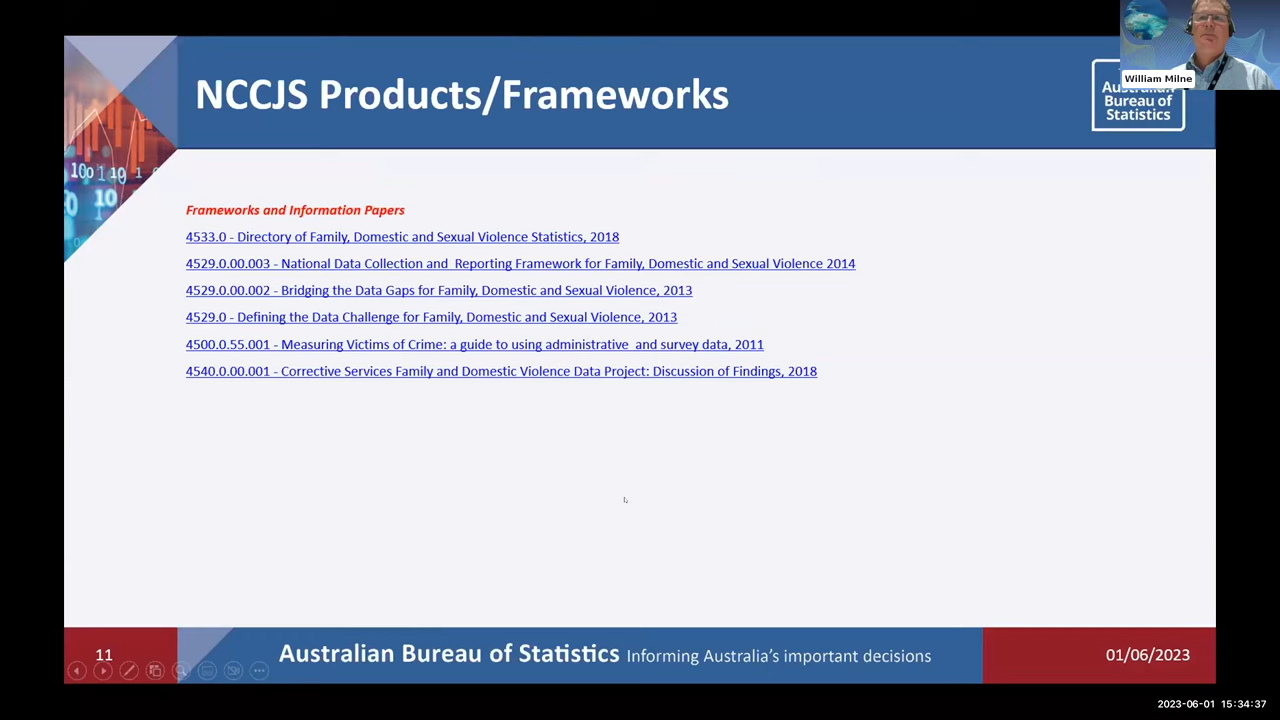 NCCJS Products/Frameworks
William Milne
Australian
Bureau of
Statistics
Frameworks and Information Papers
4533.0 - Directory of Family, Domestic and Sexual Violence Statistics, 2018
4529.0.00.003 - National Data Collection and  Reporting Framework for Family, Domestic and Sexual Violence 2014
4529.0.00.002 - Bridging the Data Gaps for Family, Domestic and Sexual Violence, 2013
4529.0 - Defining the Data Challenge for Family, Domestic and Sexual Violence, 2013
4500.0.55.001 - Measuring Victims of Crime: a guide to using administrative  and survey data, 2011
4540.0.00.001 - Corrective Services Family and Domestic Violence Data Project: Discussion of Findings, 2018
11
Australian Bureau of Statistics Informing Australia's important decisions
01/06/2023
2023-06-01 15:34:37